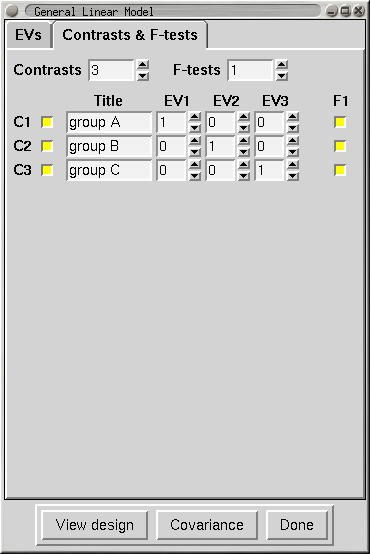 General Linear Model
EVs Contrasts & F-tests
Contrasts 3 F-tests 1
Title EV1 EV2 EV3 F1
C1 group A 1 0 0
C2 group B 0 1 0
C3 group C 0 0 1
View design Covariance Done